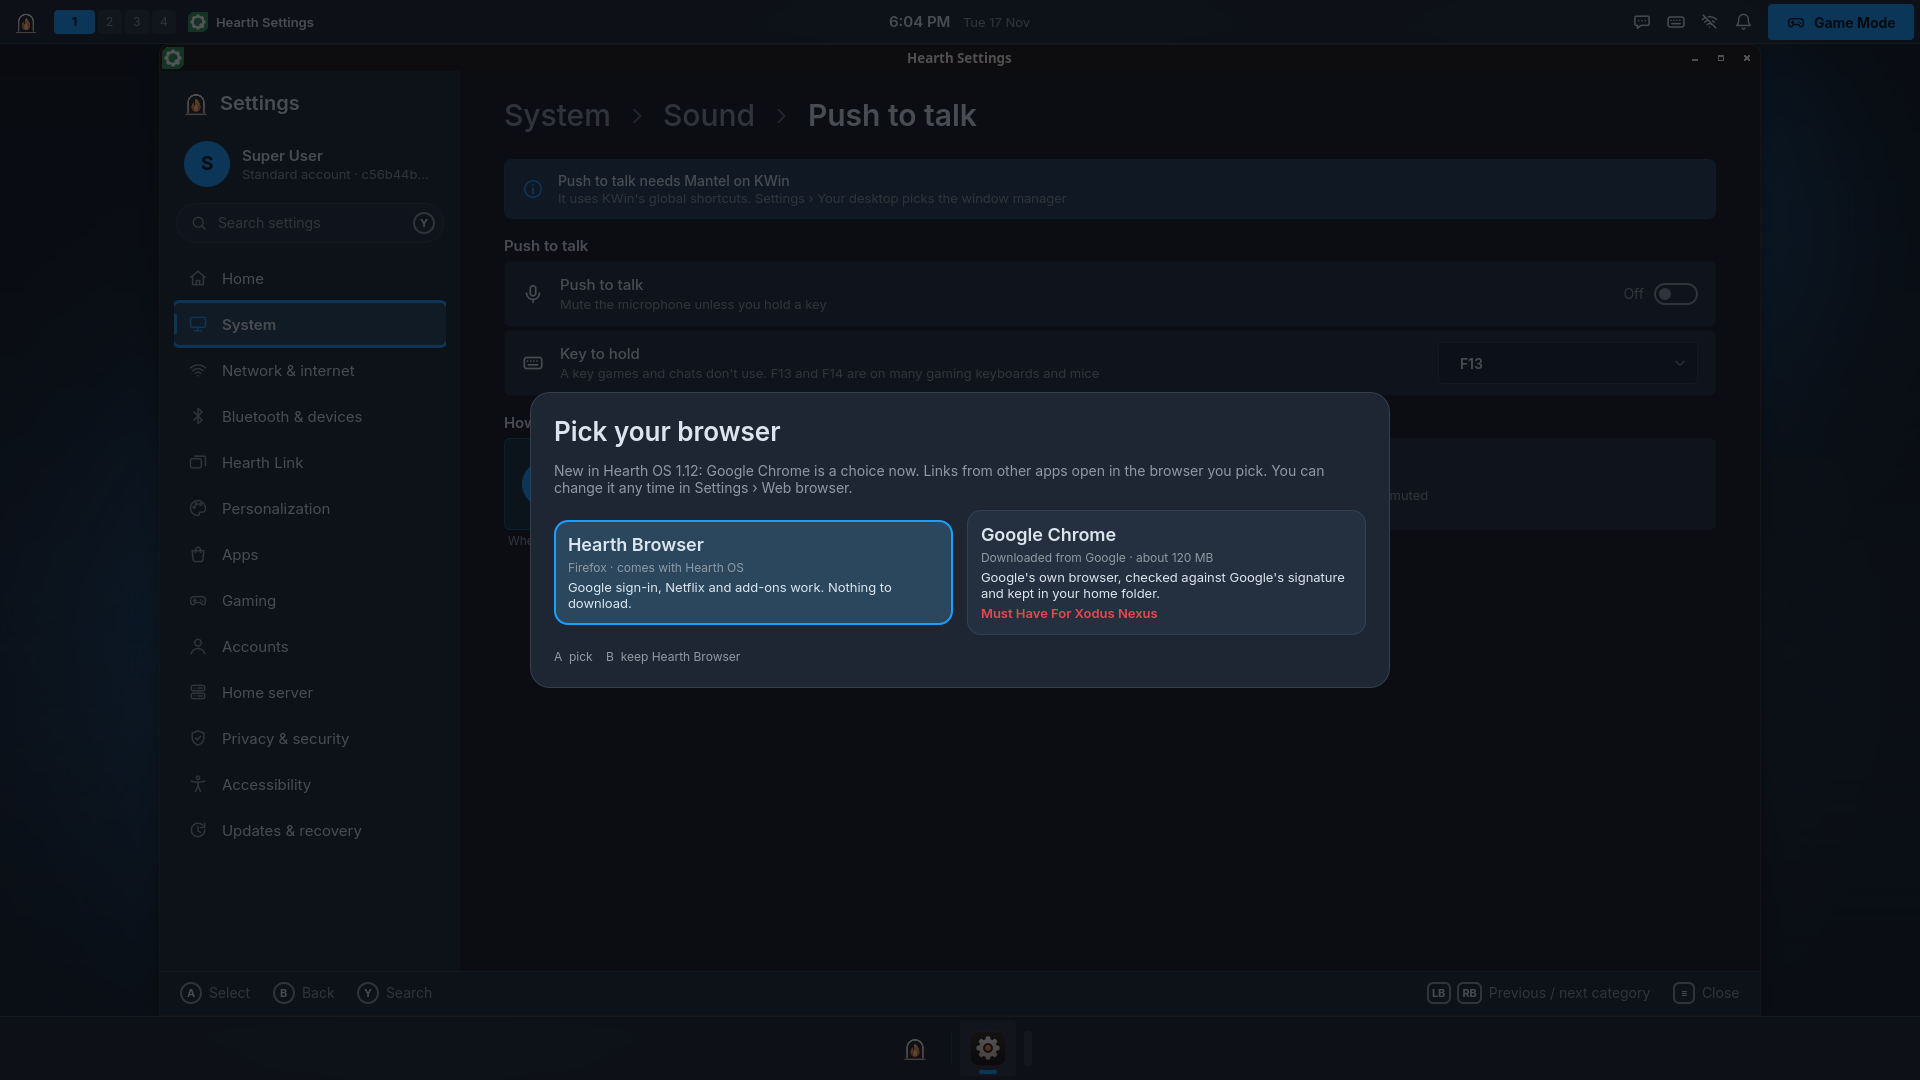 1 2 3 4 Hearth Settings
6:04 PM Tue 17 Nov
Game Mode
Hearth Settings
Settings
S
Super User
Standard account · c56b44b...
Search settings Y
Home
System
Network & internet
Bluetooth & devices
Hearth Link
Personalization
Apps
Gaming
Accounts
Home server
Privacy & security
Accessibility
Updates & recovery
System › Sound › Push to talk
Push to talk needs Mantel on KWin
It uses KWin's global shortcuts. Settings › Your desktop picks the window manager
Push to talk
Push to talk
Mute the microphone unless you hold a key
Off
Key to hold
A key games and chats don't use. F13 and F14 are on many gaming keyboards and mice
F13
How
muted
Whe
Pick your browser
New in Hearth OS 1.12: Google Chrome is a choice now. Links from other apps open in the browser you pick. You can
change it any time in Settings › Web browser.
Hearth Browser
Firefox · comes with Hearth OS
Google sign-in, Netflix and add-ons work. Nothing to
download.
Google Chrome
Downloaded from Google · about 120 MB
Google's own browser, checked against Google's signature
and kept in your home folder.
Must Have For Xodus Nexus
A pick B keep Hearth Browser
A Select B Back Y Search
LB RB Previous / next category ≡ Close